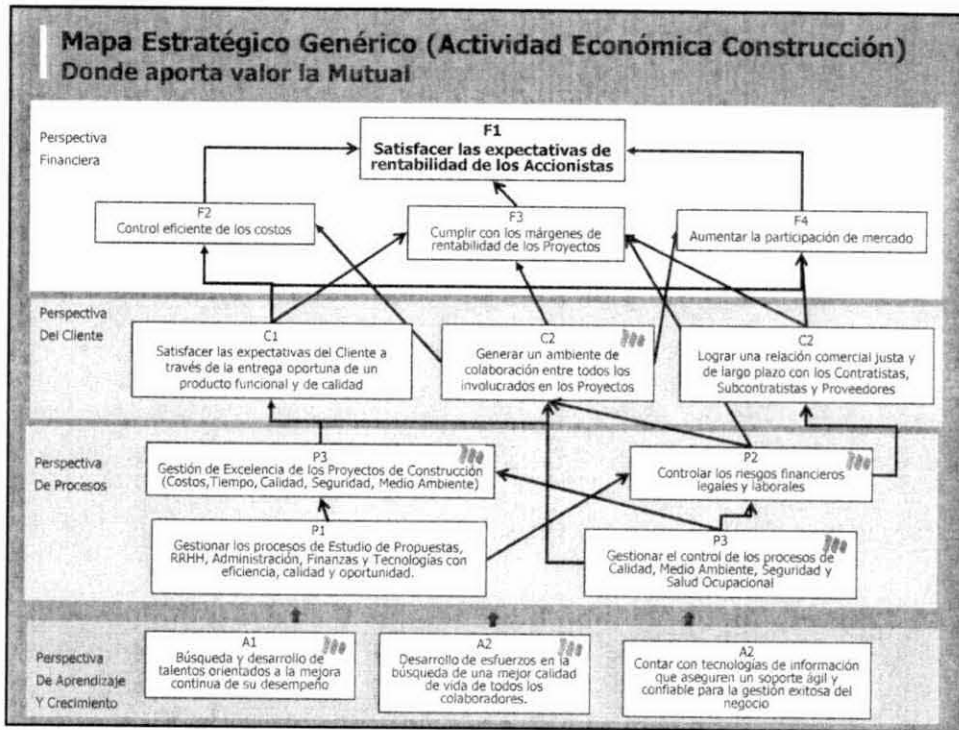 Mapa Estratégico Genérico (Actividad Económica Construcción)
Donde aporta valor la Mutual
Perspectiva
Financiera
F1
Satisfacer las expectativas de
rentabilidad de los Accionistas
F2
Control eficiente de los costos
F3
Cumplir con los márgenes
de rentabilidad de los Proyectos
F4
Aumentar la participación de mercado
Perspectiva
Del Cliente
C1
Satisfacer las expectativas del Cliente a
través de la entrega oportuna de un
producto funcional y de calidad
C2
Generar un ambiente de
colaboración entre todos los
involucrados en los Proyectos
C2
Lograr una relación comercial justa y
de largo plazo con los Contratistas,
Subcontratistas y Proveedores
Perspectiva
De Procesos
P3
Gestión de Excelencia de los Proyectos de Construcción
(Costos,Tiempo, Calidad, Seguridad, Medio Ambiente)
P2
Controlar los riesgos financieros
legales y laborales
P1
Gestionar los procesos de Estudio de Propuestas,
RRHH, Administración, Finanzas y Tecnologías con
eficiencia, calidad y oportunidad.
P3
Gestionar el control de los procesos de
Calidad, Medio Ambiente, Seguridad y
Salud Ocupacional
Perspectiva
De Aprendizaje
Y Crecimiento
A1
Búsqueda y desarrollo de
talentos orientados a la mejora
continua de su desempeño
A2
Desarrollo de esfuerzos en la
búsqueda de una mejor calidad
de vida de todos los
colaboradores.
A2
Contar con tecnologías de información
que aseguren un soporte ágil y
confiable para la gestión exitosa del
negocio